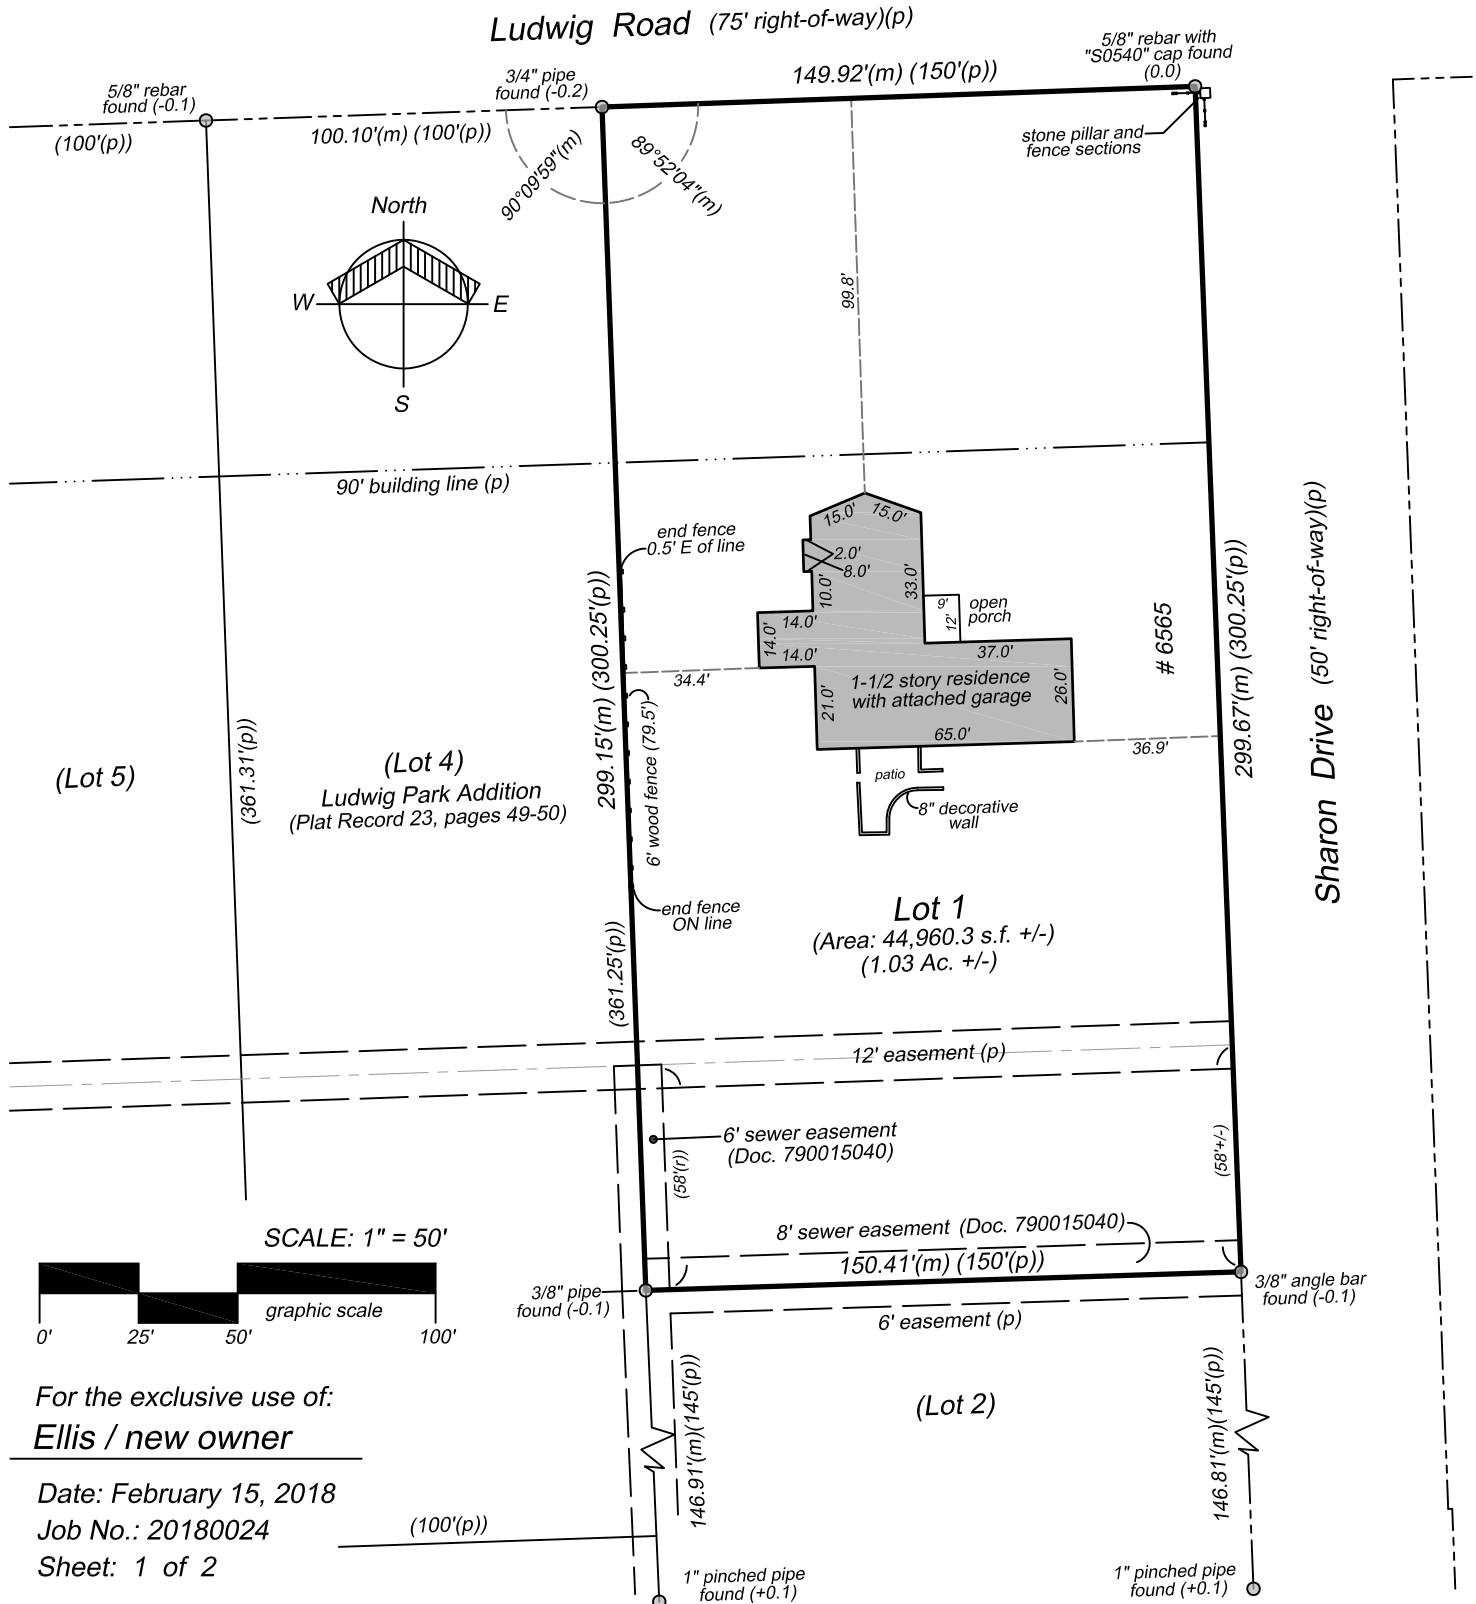 Ludwig Road (75' right-of-way)(p)
5/8" rebar with
"S0540" cap found
(0.0)
149.92'(m) (150'(p))
3/4" pipe
found (-0.2)
5/8" rebar
found (-0.1)
(100'(p))
100.10'(m) (100'(p))
90°09'59"(m)
89°52'04"(m)
stone pillar and
fence sections
North
W
E
S
99.8'
90' building line (p)
end fence
0.5' E of line
15.0'
15.0'
2.0'
8.0'
10.0'
33.0'
9'
12'
open
porch
14.0'
14.0'
14.0'
37.0'
26.0'
21.0'
65.0'
1-1/2 story residence
with attached garage
34.4'
36.9'
# 6565
299.15'(m) (300.25'(p))
299.67'(m) (300.25'(p))
Sharon Drive (50' right-of-way)(p)
6' wood fence (79.5')
(361.31'(p))
(Lot 5)
(Lot 4)
Ludwig Park Addition
(Plat Record 23, pages 49-50)
patio
8" decorative
wall
end fence
ON line
(361.25'(p))
Lot 1
(Area: 44,960.3 s.f. +/-)
(1.03 Ac. +/-)
12' easement (p)
6' sewer easement
(Doc. 790015040)
(58'(r))
(58'+/-)
8' sewer easement (Doc. 790015040)
150.41'(m) (150'(p))
SCALE: 1" = 50'
graphic scale
0' 25' 50' 100'
3/8" pipe
found (-0.1)
3/8" angle bar
found (-0.1)
6' easement (p)
146.91'(m)(145'(p))
146.81'(m)(145'(p))
(Lot 2)
For the exclusive use of:
Ellis / new owner
Date: February 15, 2018
Job No.: 20180024
Sheet: 1 of 2
(100'(p))
1" pinched pipe
found (+0.1)
1" pinched pipe
found (+0.1)